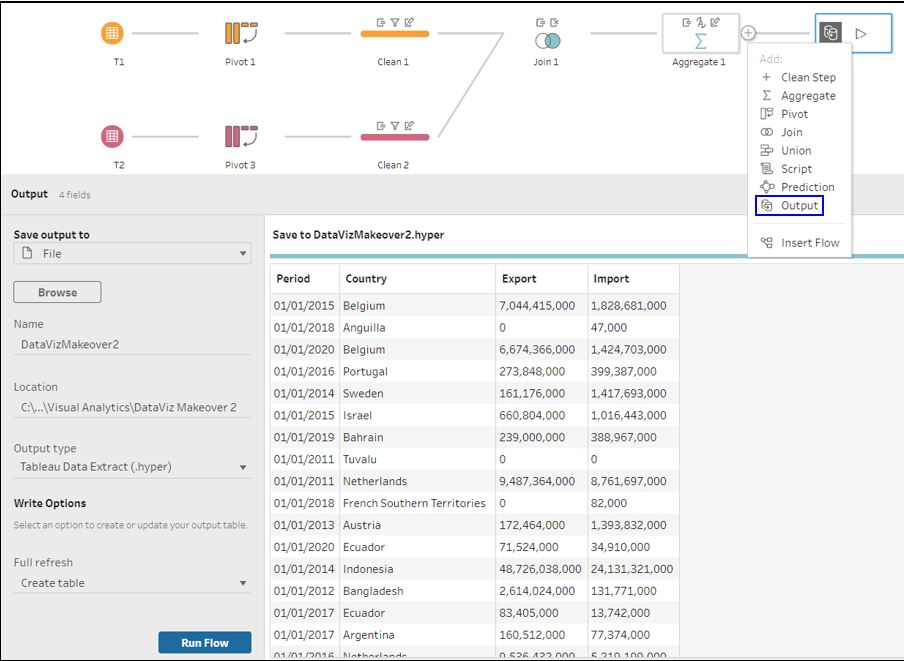 T1
Pivot 1
Clean 1
Join 1
Aggregate 1
T2
Pivot 3
Clean 2
Add:
Clean Step
Aggregate
Pivot
Join
Union
Script
Prediction
Output
Insert Flow
Output 4 fields
Save output to
File
Browse
Name
DataVizMakeover2
Location
C:\...\Visual Analytics\DataViz Makeover 2
Output type
Tableau Data Extract (.hyper)
Write Options
Select an option to create or update your output table.
Full refresh
Create table
Run Flow
Save to DataVizMakeover2.hyper
Period Country Export Import
01/01/2015 Belgium 7,044,415,000 1,828,681,000
01/01/2018 Anguilla 0 47,000
01/01/2020 Belgium 6,674,366,000 1,424,703,000
01/01/2016 Portugal 273,848,000 399,387,000
01/01/2014 Sweden 161,176,000 1,417,693,000
01/01/2015 Israel 660,804,000 1,016,443,000
01/01/2019 Bahrain 239,000,000 388,967,000
01/01/2011 Tuvalu 0 0
01/01/2011 Netherlands 9,487,364,000 8,761,697,000
01/01/2018 French Southern Territories 0 82,000
01/01/2013 Austria 172,464,000 1,393,832,000
01/01/2020 Ecuador 71,524,000 34,910,000
01/01/2014 Indonesia 48,726,038,000 24,131,321,000
01/01/2012 Bangladesh 2,614,024,000 131,771,000
01/01/2017 Ecuador 83,405,000 13,742,000
01/01/2017 Argentina 160,512,000 77,374,000
01/01/2016 Netherlands